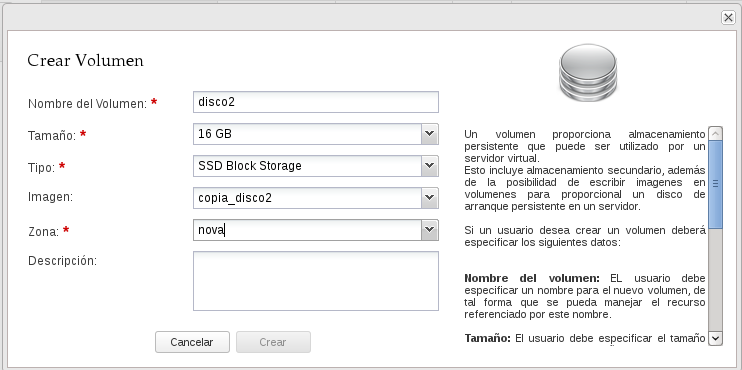 Crear Volumen
Nombre del Volumen: *
disco2
Tamaño: *
16 GB
Tipo: *
SSD Block Storage
Imagen:
copia_disco2
Zona: *
nova
Descripción:
Cancelar
Crear
Un volumen proporciona almacenamiento
persistente que puede ser utilizado por un
servidor virtual.
Esto incluye almacenamiento secundario, además
de la posibilidad de escribir imagenes en
volumenes para proporcional un disco de
arranque persistente en un servidor.
Si un usuario desea crear un volumen deberá
especificar los siguientes datos:
Nombre del volumen: EL usuario debe
especificar un nombre para el nuevo volumen, de
tal forma que se pueda manejar el recurso
referenciado por este nombre.
Tamaño: El usuario debe especificar el tamaño